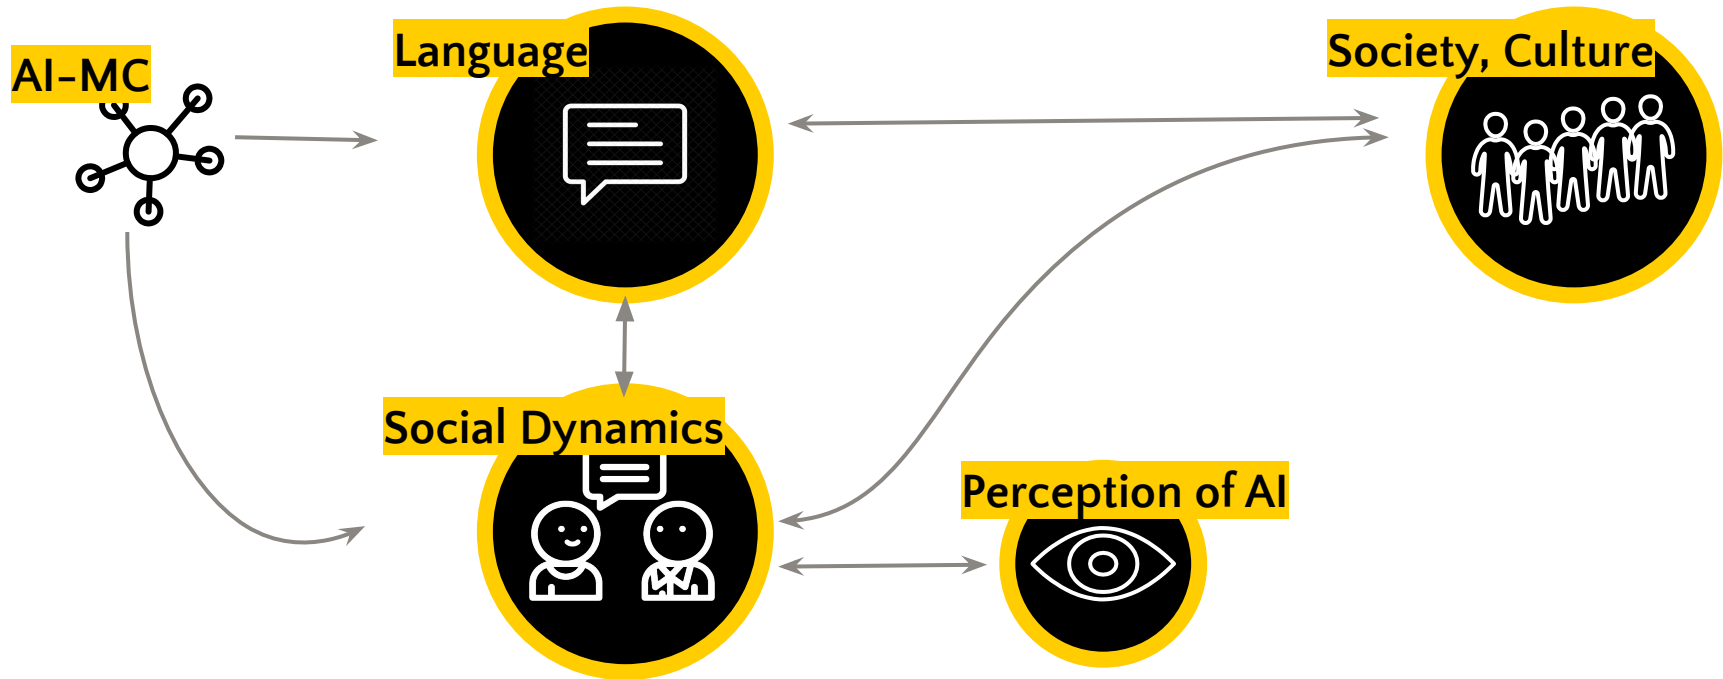 AI-MC
Language
Society, Culture
Social Dynamics
Perception of AI